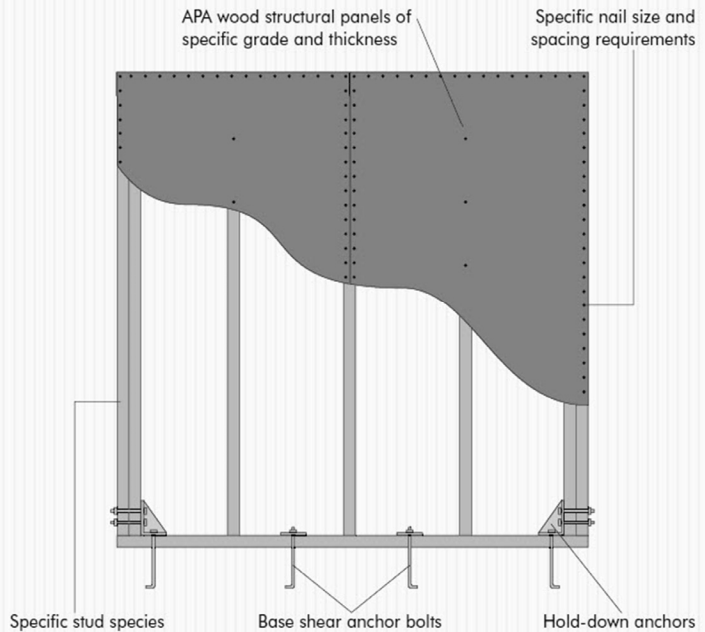 APA wood structural panels of
specific grade and thickness
Specific nail size and
spacing requirements
Specific stud species
Base shear anchor bolts
Hold-down anchors